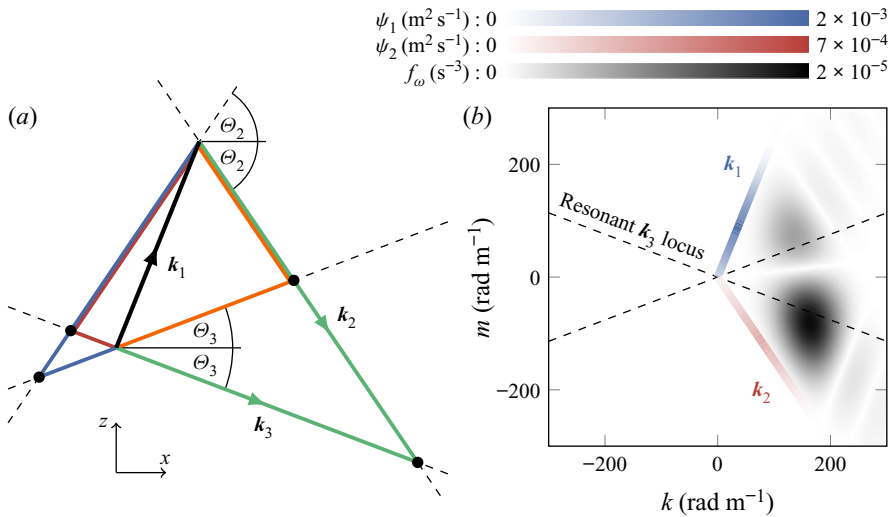 ψ₁ (m² s⁻¹) : 0 2 × 10⁻³
ψ₂ (m² s⁻¹) : 0 7 × 10⁻⁴
f_ω (s⁻³) : 0 2 × 10⁻⁵
(a)
Θ₂
Θ₂
k₁
k₂
Θ₃
Θ₃
k₃
z
x
(b)
200
k₁
Resonant k₃ locus
0
m (rad m⁻¹)
k₂
−200
−200 0 200
k (rad m⁻¹)